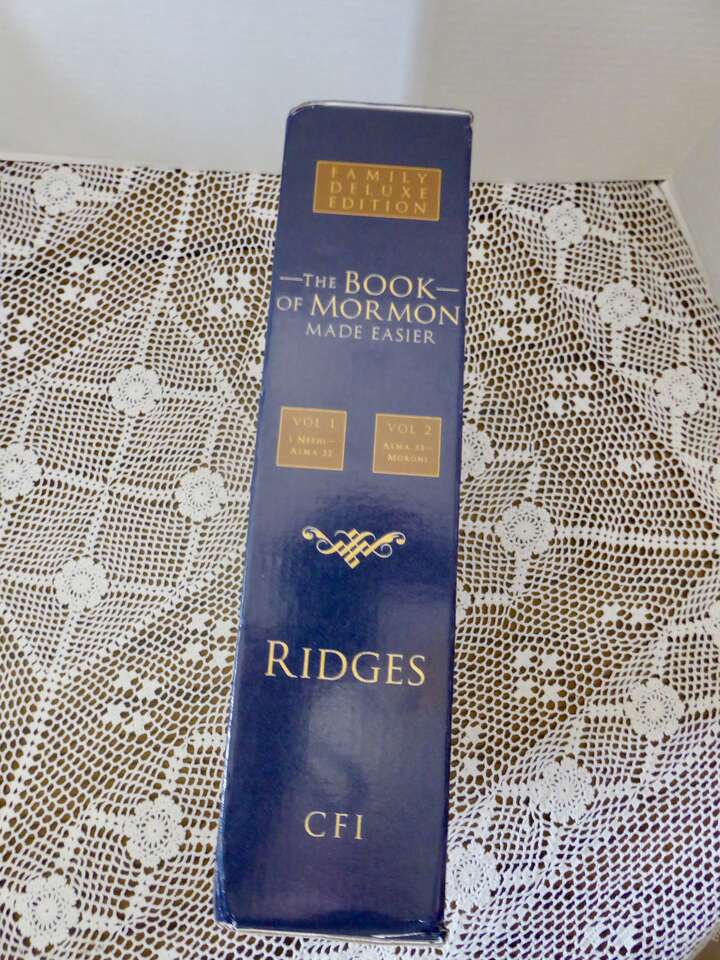 FAMILY
DELUXE
EDITION
—THE BOOK—
OF MORMON
MADE EASIER
VOL 1
1 NEPHI—
ALMA 32
VOL 2
ALMA 33—
MORONI
RIDGES
CFI